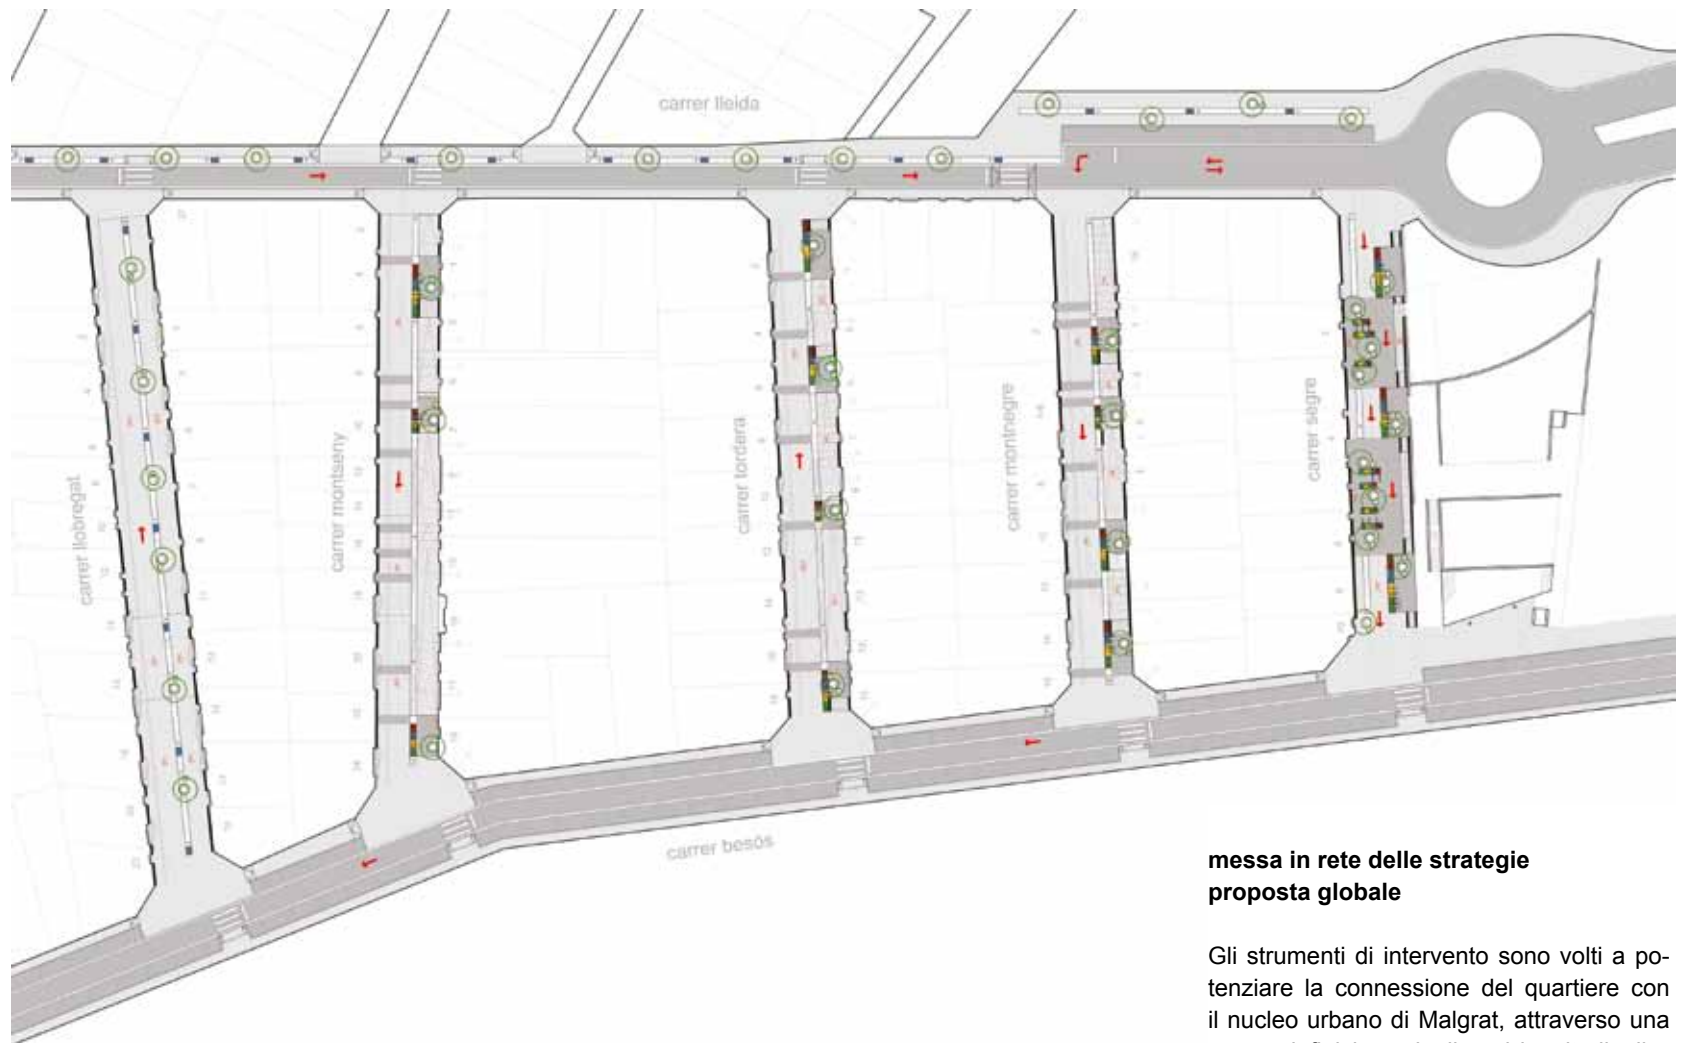 carrer lleida
carrer llobregat
carrer montseny
carrer tordera
carrer montnegre
carrer segre
carrer besòs
messa in rete delle strategie
proposta globale
Gli strumenti di intervento sono volti a po-
tenziare la connessione del quartiere con
il nucleo urbano di Malgrat, attraverso una